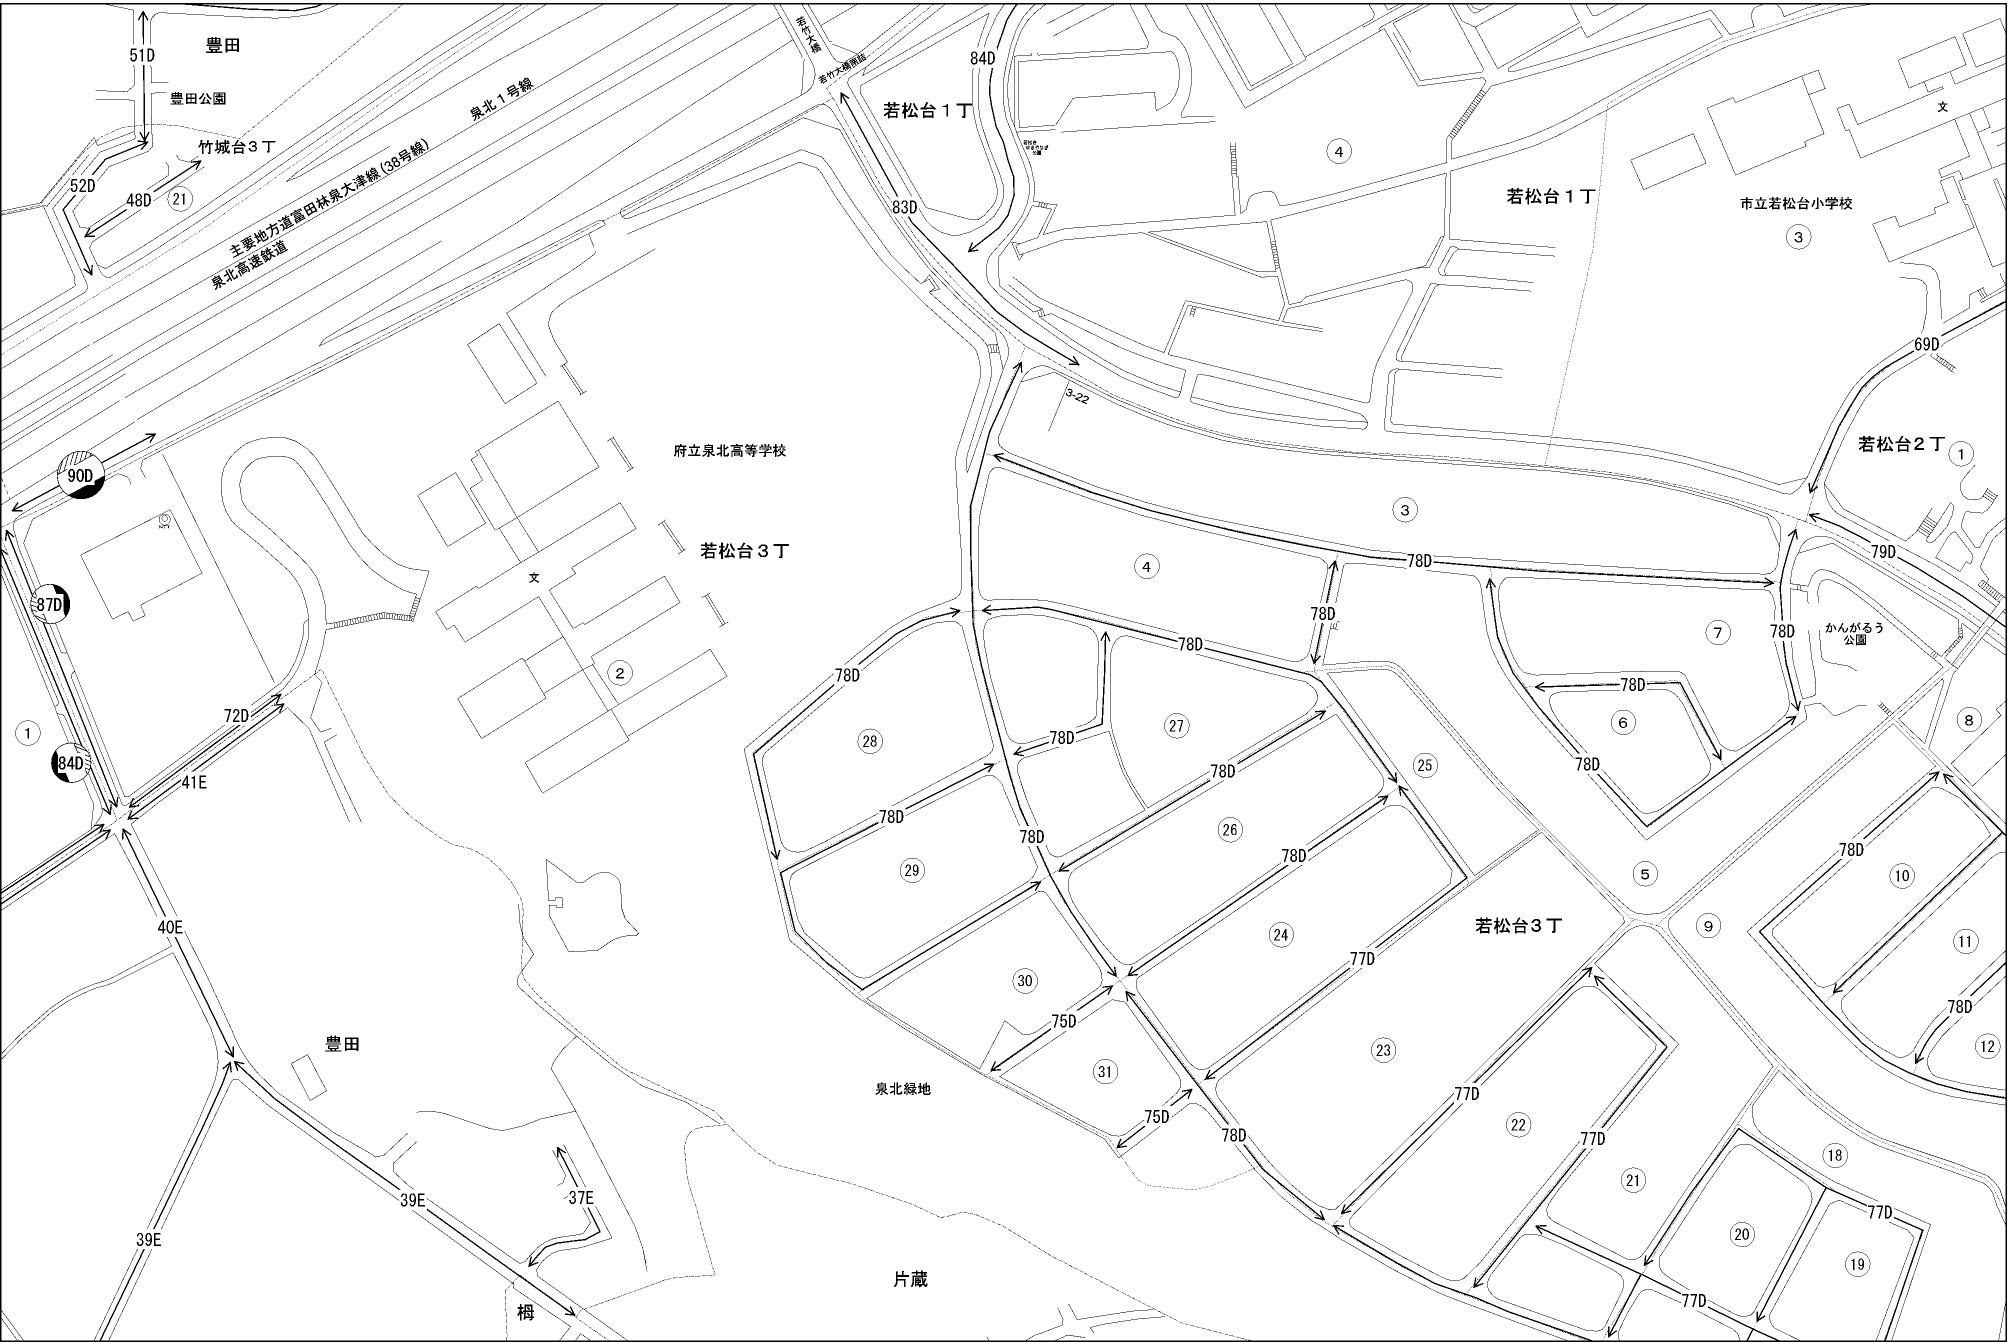 51D
豊田
豊田公園
竹城台３丁
52D
48D
21
泉北１号線
主要地方道富田林泉大津線(38号線)
泉北高速鉄道
若竹大橋
若竹大橋南詰
若松台１丁
84D
83D
4
若松台１丁
文
市立若松台小学校
3
69D
若松台２丁
1
3-22
府立泉北高等学校
若松台３丁
文
2
90D
87D
1
84D
72D
41E
3
78D
79D
4
78D
7
78D
かんがるう
公園
78D
78D
78D
6
78D
8
28
27
78D
25
78D
78D
26
78D
78D
78D
29
5
10
9
11
24
若松台３丁
77D
30
75D
78D
12
23
31
75D
78D
77D
22
77D
21
18
77D
20
19
77D
40E
豊田
泉北緑地
39E
37E
39E
片蔵
栂